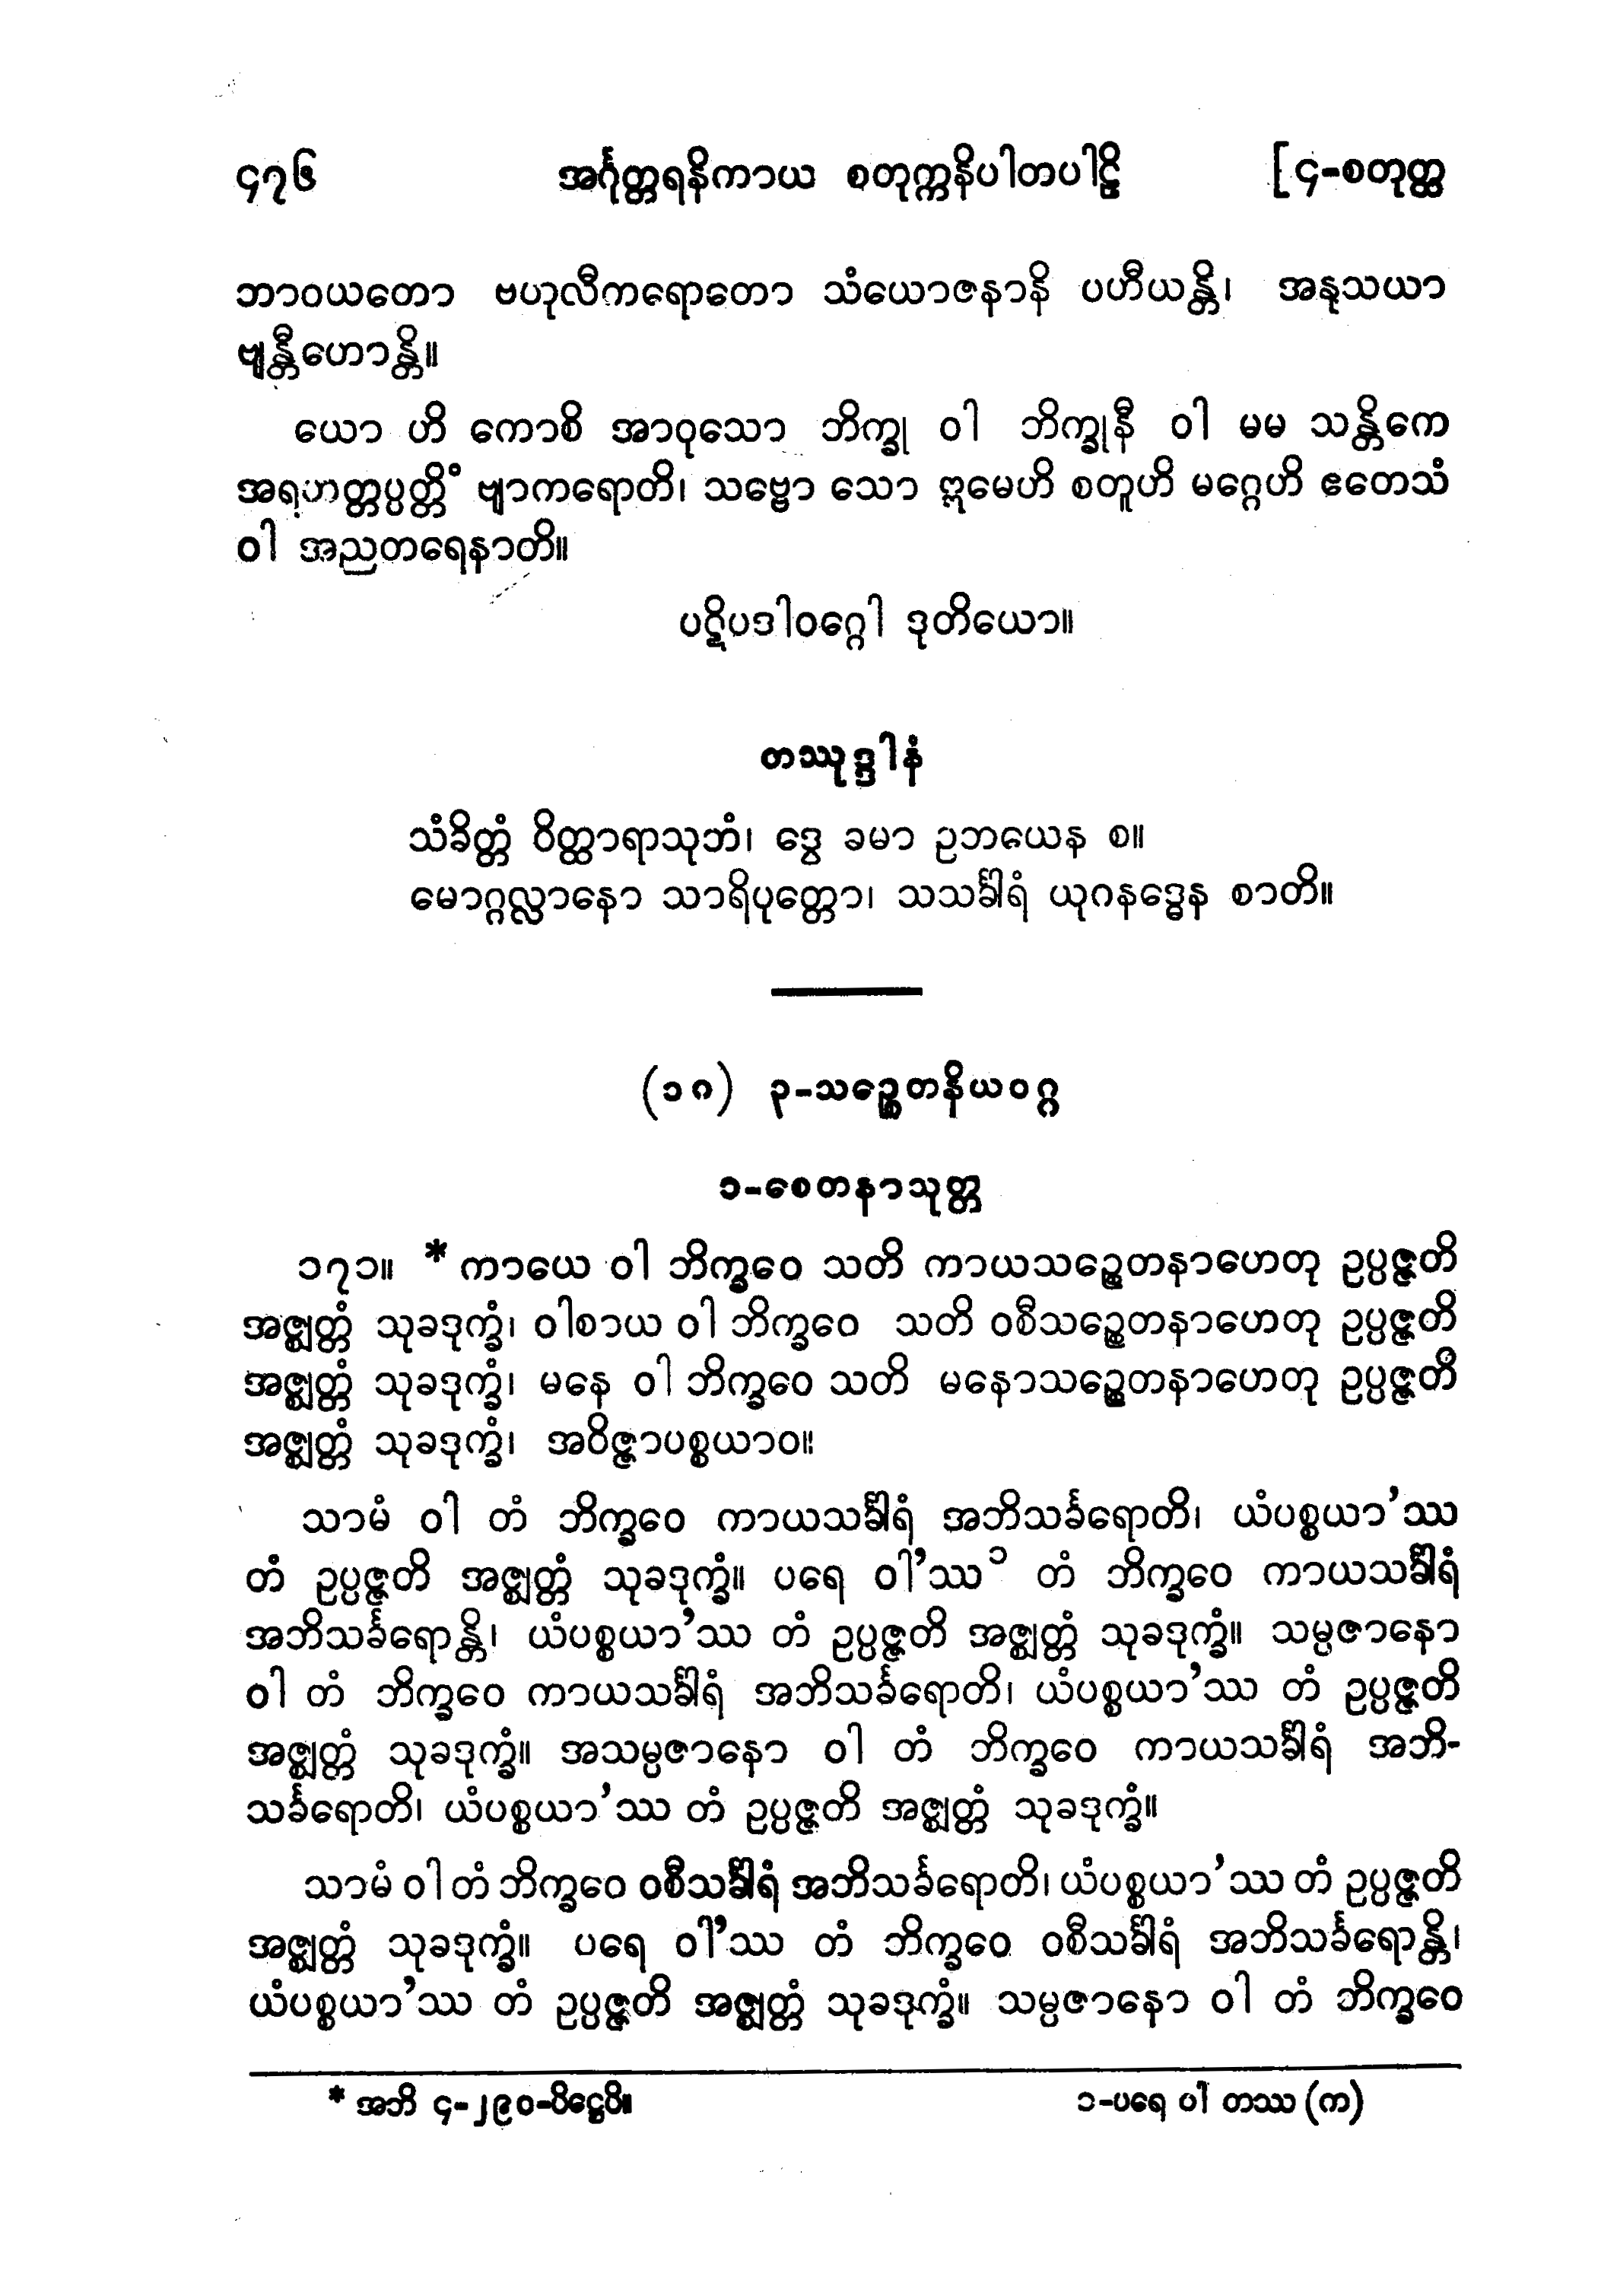 ၄၇၆ အင်္ဂုတ္တရနိကာယ စတုက္ကနိပါတပါဠိ [၄-စတုတ္ထ
ဘာဝယတော ဗဟုလီကရောတော သံယောဇနာနိ ပဟီယန္တိ၊ အနုသယာ
ဗျန္တီဟောန္တိ။
ယော ဟိ ကောစိ အာဝုသော ဘိက္ခု ဝါ ဘိက္ခုနီ ဝါ မမ သန္တိကေ
အရဟတ္တပ္ပတ္တိံ ဗျာကရောတိ၊ သဗ္ဗော သော ဣမေဟိ စတူဟိ မဂ္ဂေဟိ ဧတေသံ
ဝါ အညတရေနာတိ။
ပဋိပဒါဝဂ္ဂေါ ဒုတိယော။
တဿုဒ္ဒါနံ
သံခိတ္တံ ဝိတ္ထာရာသုဘံ၊ ဒွေ ခမာ ဥဘယေန စ။
မောဂ္ဂလ္လာနော သာရိပုတ္တော၊ သသင်္ခါရံ ယုဂနဒ္ဓေန စာတိ။
(၁၈) ၃-သဉ္စေတနိယဝဂ္ဂ
၁-စေတနာသုတ္တ
၁၇၁။ * ကာယေ ဝါ ဘိက္ခဝေ သတိ ကာယသဉ္စေတနာဟေတု ဥပ္ပဇ္ဇတိ
အဇ္ဈတ္တံ သုခဒုက္ခံ၊ ဝါစာယ ဝါ ဘိက္ခဝေ သတိ ဝစီသဉ္စေတနာဟေတု ဥပ္ပဇ္ဇတိ
အဇ္ဈတ္တံ သုခဒုက္ခံ၊ မနေ ဝါ ဘိက္ခဝေ သတိ မနောသဉ္စေတနာဟေတု ဥပ္ပဇ္ဇတိ
အဇ္ဈတ္တံ သုခဒုက္ခံ၊ အဝိဇ္ဇာပစ္စယာဝ။
သာမံ ဝါ တံ ဘိက္ခဝေ ကာယသင်္ခါရံ အဘိသင်္ခရောတိ၊ ယံပစ္စယာ’ဿ
တံ ဥပ္ပဇ္ဇတိ အဇ္ဈတ္တံ သုခဒုက္ခံ။ ပရေ ဝါ’ဿ ၁ တံ ဘိက္ခဝေ ကာယသင်္ခါရံ
အဘိသင်္ခရောန္တိ၊ ယံပစ္စယာ’ဿ တံ ဥပ္ပဇ္ဇတိ အဇ္ဈတ္တံ သုခဒုက္ခံ။ သမ္ပဇာနော
ဝါ တံ ဘိက္ခဝေ ကာယသင်္ခါရံ အဘိသင်္ခရောတိ၊ ယံပစ္စယာ’ဿ တံ ဥပ္ပဇ္ဇတိ
အဇ္ဈတ္တံ သုခဒုက္ခံ။ အသမ္ပဇာနော ဝါ တံ ဘိက္ခဝေ ကာယသင်္ခါရံ အဘိ-
သင်္ခရောတိ၊ ယံပစ္စယာ’ဿ တံ ဥပ္ပဇ္ဇတိ အဇ္ဈတ္တံ သုခဒုက္ခံ။
သာမံ ဝါ တံ ဘိက္ခဝေ ဝစီသင်္ခါရံ အဘိသင်္ခရောတိ၊ ယံပစ္စယာ’ဿ တံ ဥပ္ပဇ္ဇတိ
အဇ္ဈတ္တံ သုခဒုက္ခံ။ ပရေ ဝါ’ဿ တံ ဘိက္ခဝေ ဝစီသင်္ခါရံ အဘိသင်္ခရောန္တိ၊
ယံပစ္စယာ’ဿ တံ ဥပ္ပဇ္ဇတိ အဇ္ဈတ္တံ သုခဒုက္ခံ။ သမ္ပဇာနော ဝါ တံ ဘိက္ခဝေ
* အဘိ ၄-၂၉၀-ပိဋ္ဌေပိ။ ၁-ပရေ ဝါ တဿ (က)